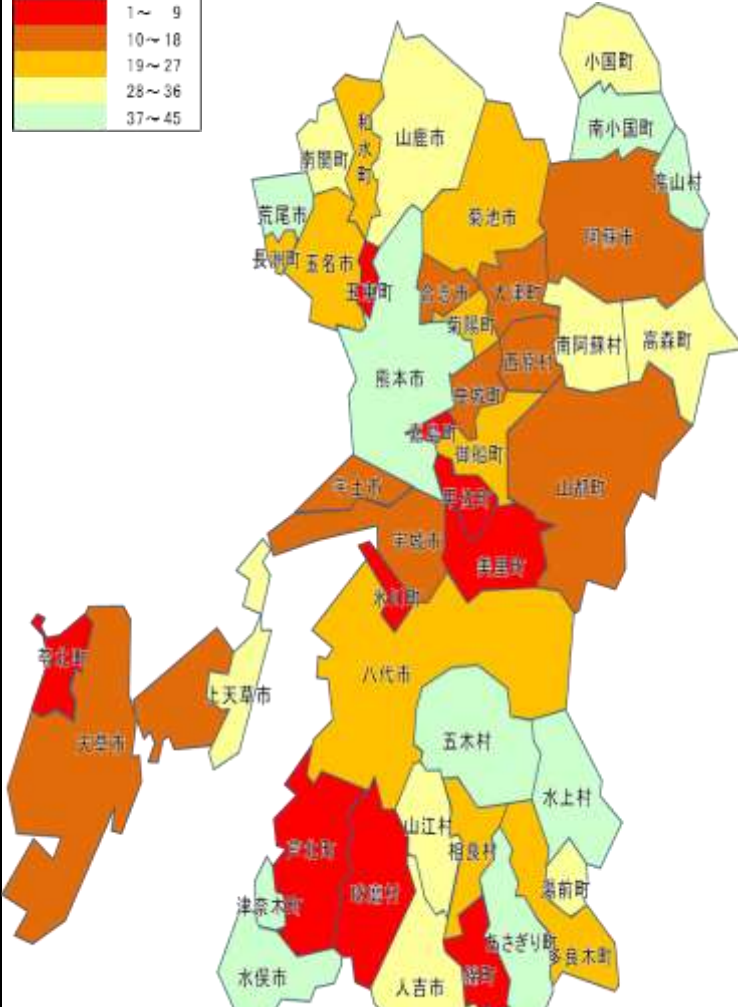 1～ 9
10～18
19～27
28～36
37～45
小国町
南小国町
産山村
和水町
山鹿市
南関町
荒尾市
菊池市
阿蘇市
長洲町
玉名市
玉東町
合志市
大津町
菊陽町
南阿蘇村
高森町
西原村
熊本市
益城町
嘉島町
御船町
宇土市
甲佐町
山都町
宇城市
美里町
氷川町
苓北町
八代市
上天草市
天草市
五木村
水上村
山江村
相良村
芦北町
湯前町
球磨村
津奈木町
あさぎり町
多良木町
水俣市
錦町
人吉市